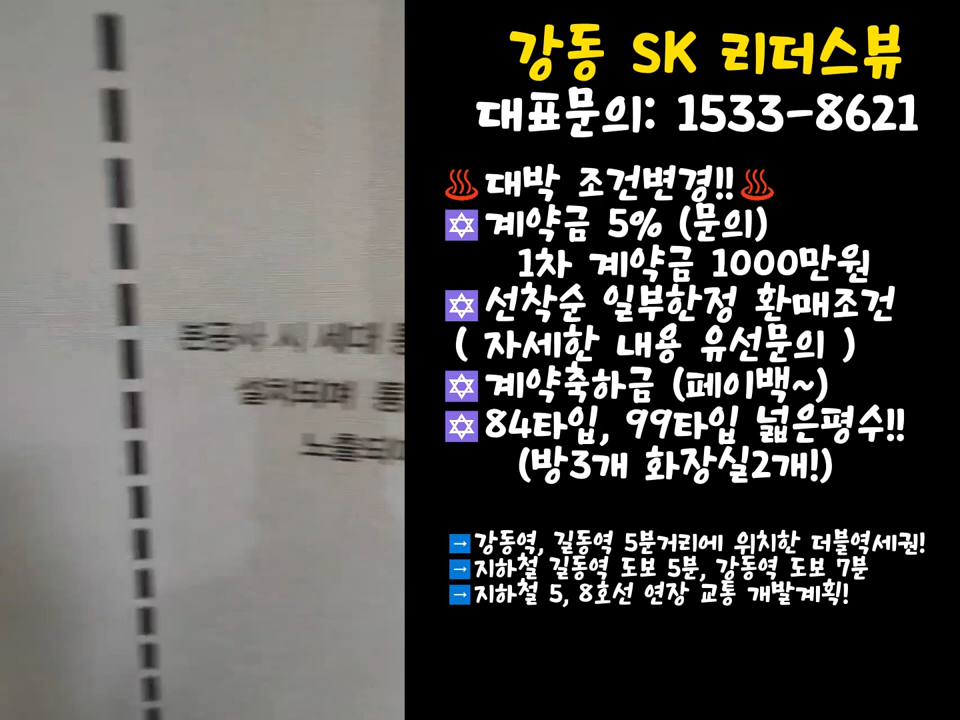 강동 SK 리더스뷰
대표문의: 1533-8621
♨대박 조건변경!!♨
✡계약금 5% (문의)
1차 계약금 1000만원
✡선착순 일부한정 환매조건
( 자세한 내용 유선문의 )
✡계약축하금 (페이백~)
✡84타입, 99타입 넓은평수!!
(방3개 화장실2개!)
➡강동역, 길동역 5분거리에 위치한 더블역세권!
➡지하철 길동역 도보 5분, 강동역 도보 7분
➡지하철 5, 8호선 연장 교통 개발계획!
시 세대